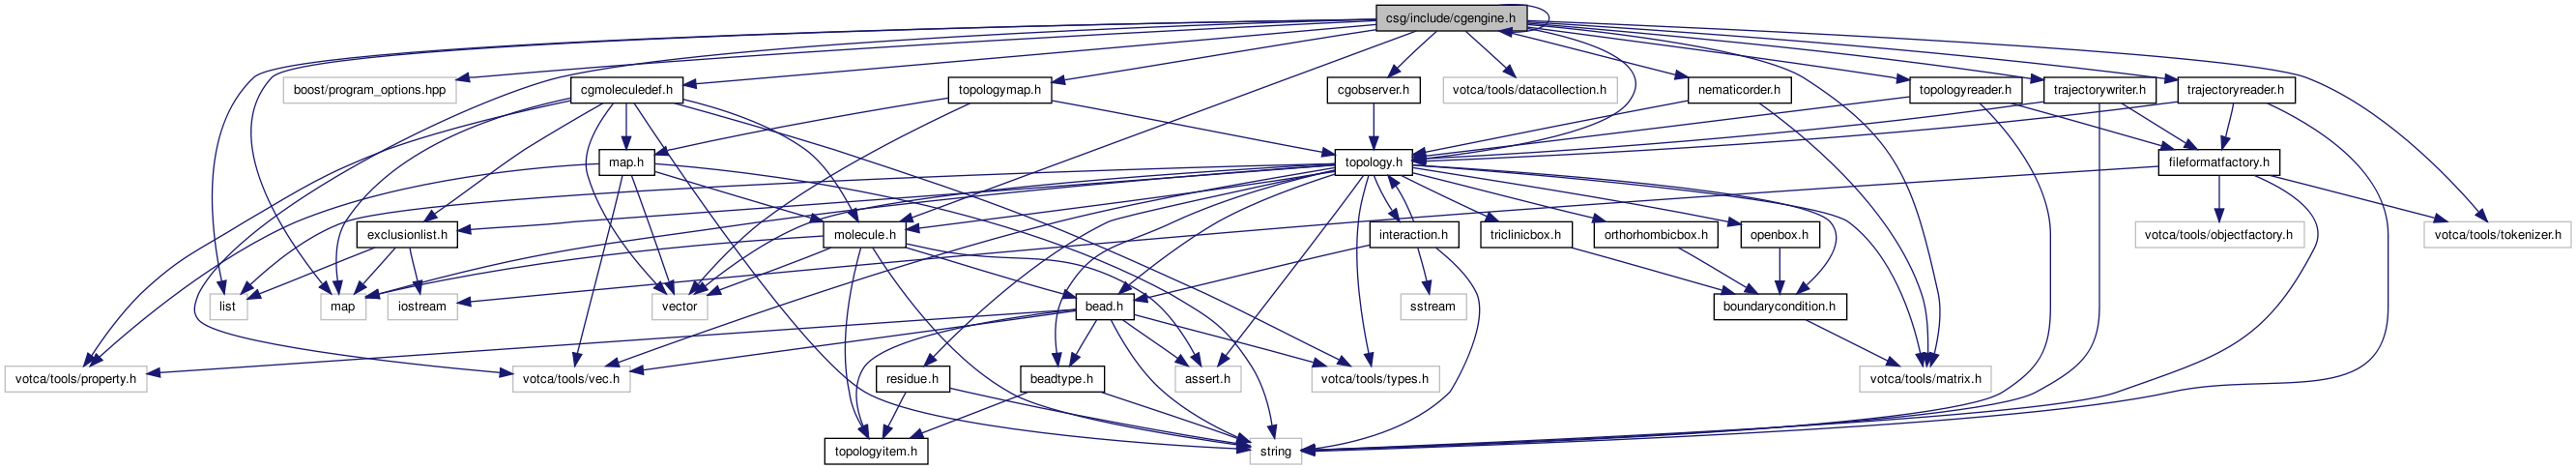 csg/include/cgengine.h
boost/program_options.hpp
cgmoleculedef.h
topologymap.h
cgobserver.h
votca/tools/datacollection.h
nematicorder.h
topologyreader.h
trajectorywriter.h
trajectoryreader.h
map.h
topology.h
fileformatfactory.h
exclusionlist.h
molecule.h
interaction.h
triclinicbox.h
orthorhombicbox.h
openbox.h
votca/tools/objectfactory.h
votca/tools/tokenizer.h
list
map
iostream
vector
bead.h
sstream
boundarycondition.h
votca/tools/property.h
votca/tools/vec.h
residue.h
beadtype.h
assert.h
votca/tools/types.h
votca/tools/matrix.h
topologyitem.h
string